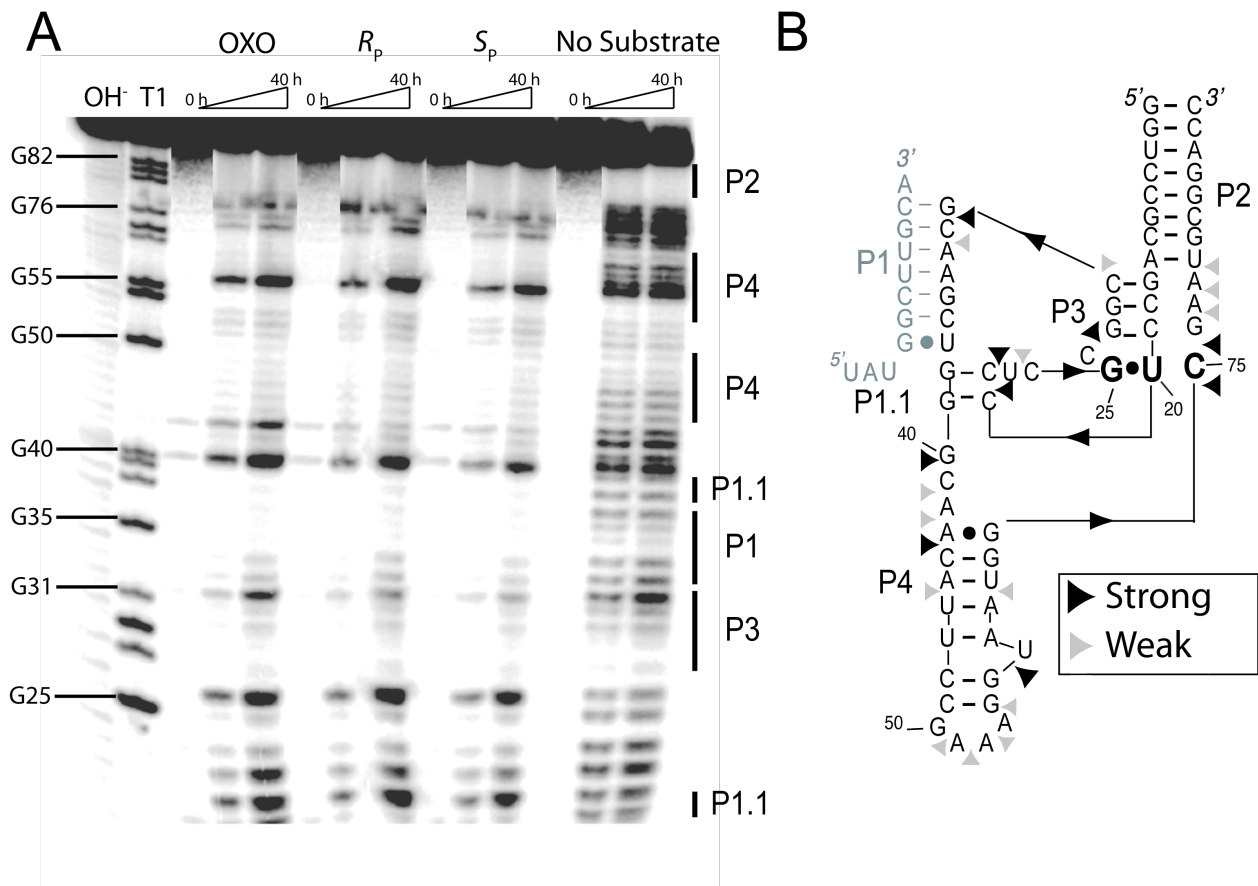 A
B
OXO
RP
SP
No Substrate
OH- T1
0 h 40 h
0 h 40 h
0 h 40 h
0 h 40 h
G82
G76
G55
G50
G40
G35
G31
G25
P2
P4
P4
P1.1
P1
P3
P1.1
5' G – C 3'
G – C
U – A
C – G
C – G
G – C
C – G
A U
G A
C A
C G
P2
3'
A
C – G
G – C
U – A
U – A
C – G
U – C
G • U
P1
5' U A U
P1.1
G – C U C
G – C
C
P3
C – G
C – G
G •U C
25
20
75
40
G
C
A
A
A • G
C – G
A – U
U – A
U – A
U
C G
C – G
G A
A A
50
P4
Strong
Weak